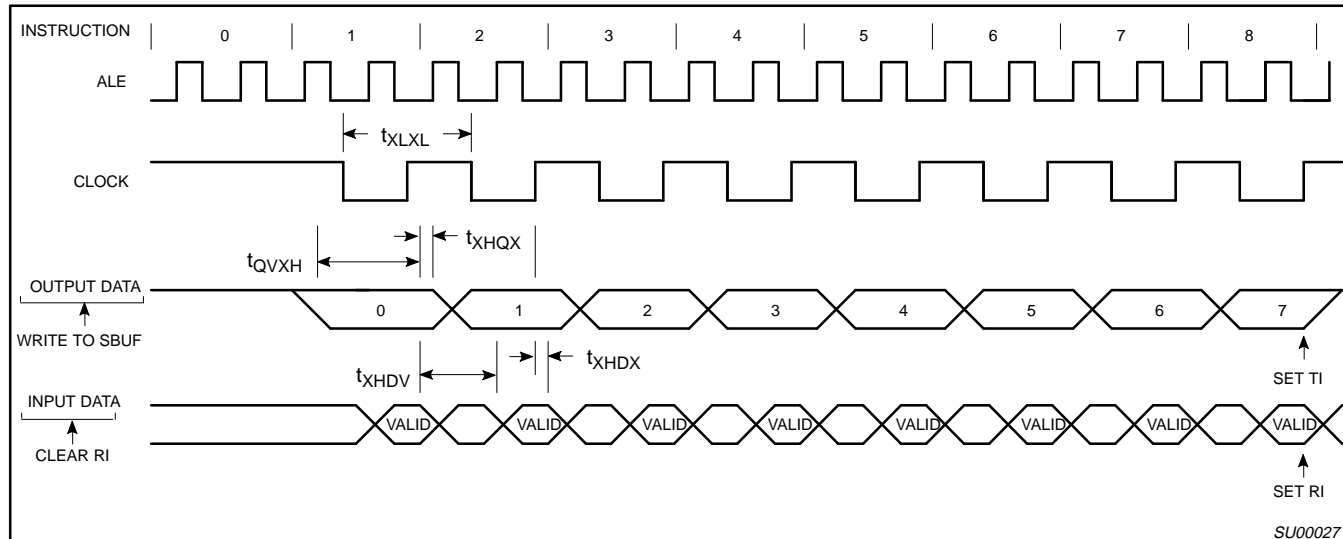 INSTRUCTION 0 1 2 3 4 5 6 7 8
ALE
tXLXL
CLOCK
tXHQX
tQVXH
OUTPUT DATA 0 1 2 3 4 5 6 7
WRITE TO SBUF
tXHDX
tXHDV
SET TI
INPUT DATA
VALID VALID VALID VALID VALID VALID VALID VALID
CLEAR RI
SET RI
SU00027